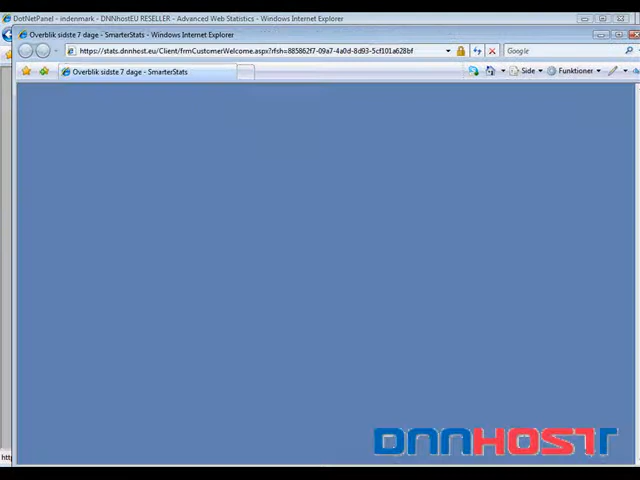 DotNetPanel - indenmark - DNNhostEU RESELLER - Advanced Web Statistics - Windows Internet Explorer
Overblik sidste 7 dage - SmarterStats - Windows Internet Explorer
https://stats.dnnhost.eu/Client/frmCustomerWelcome.aspx?rfsh=885862f7-09a7-4a0d-8d93-5cf101a628bf
Google
Overblik sidste 7 dage - SmarterStats
Side
Funktioner
DNNHOST